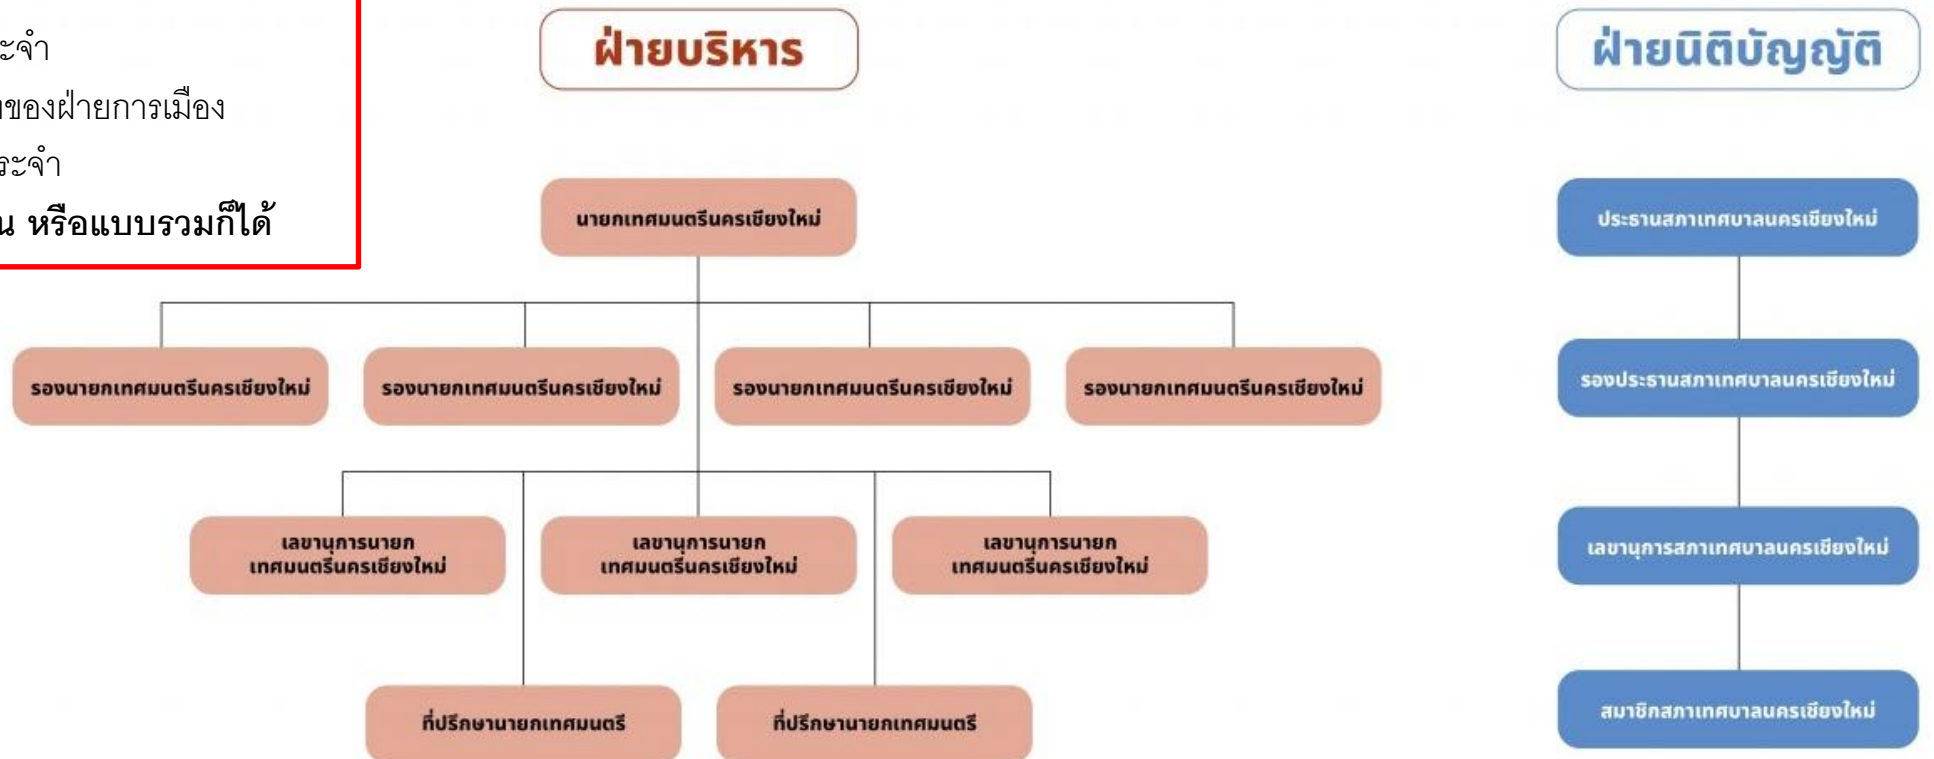 ของฝ่ายการเมือง
หรือแบบรวมก็ได้
ฝ่ายบริหาร
ฝ่ายนิติบัญญัติ
นายกเทศมนตรีนครเชียงใหม่
ประธานสภาเทศบาลนครเชียงใหม่
รองนายกเทศมนตรีนครเชียงใหม่
รองนายกเทศมนตรีนครเชียงใหม่
รองนายกเทศมนตรีนครเชียงใหม่
รองนายกเทศมนตรีนครเชียงใหม่
รองประธานสภาเทศบาลนครเชียงใหม่
เลขานุการนายก
เทศมนตรีนครเชียงใหม่
เลขานุการนายก
เทศมนตรีนครเชียงใหม่
เลขานุการนายก
เทศมนตรีนครเชียงใหม่
เลขานุการสภาเทศบาลนครเชียงใหม่
ที่ปรึกษานายกเทศมนตรี
ที่ปรึกษานายกเทศมนตรี
สมาชิกสภาเทศบาลนครเชียงใหม่